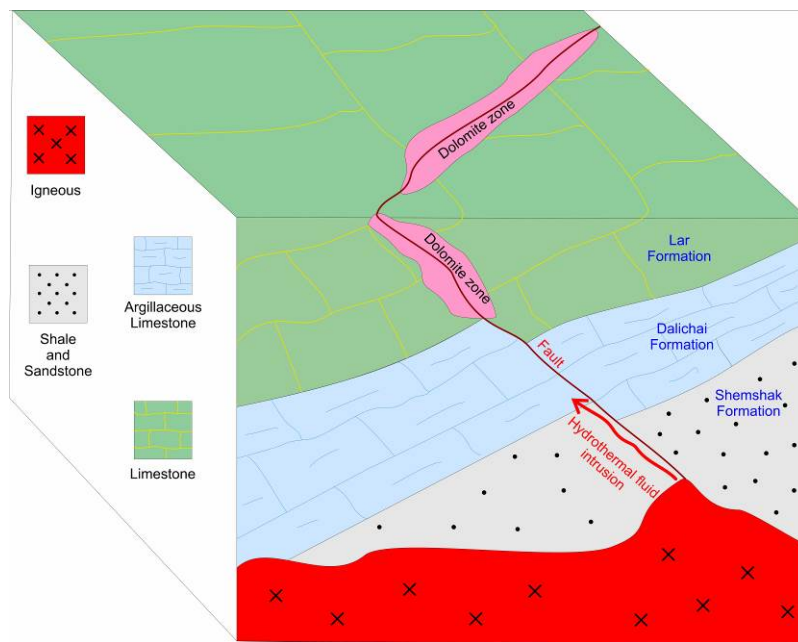 Igneous
Shale
and
Sandstone
Argillaceous
Limestone
Limestone
Dolomite zone
Dolomite zone
Lar
Formation
Dalichai
Formation
Shemshak
Formation
Fault
Hydrothermal fluid
intrusion